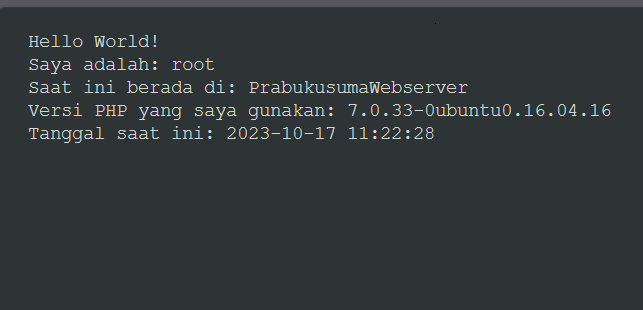 Hello World!
Saya adalah: root
Saat ini berada di: PrabukusumaWebserver
Versi PHP yang saya gunakan: 7.0.33-0ubuntu0.16.04.16
Tanggal saat ini: 2023-10-17 11:22:28